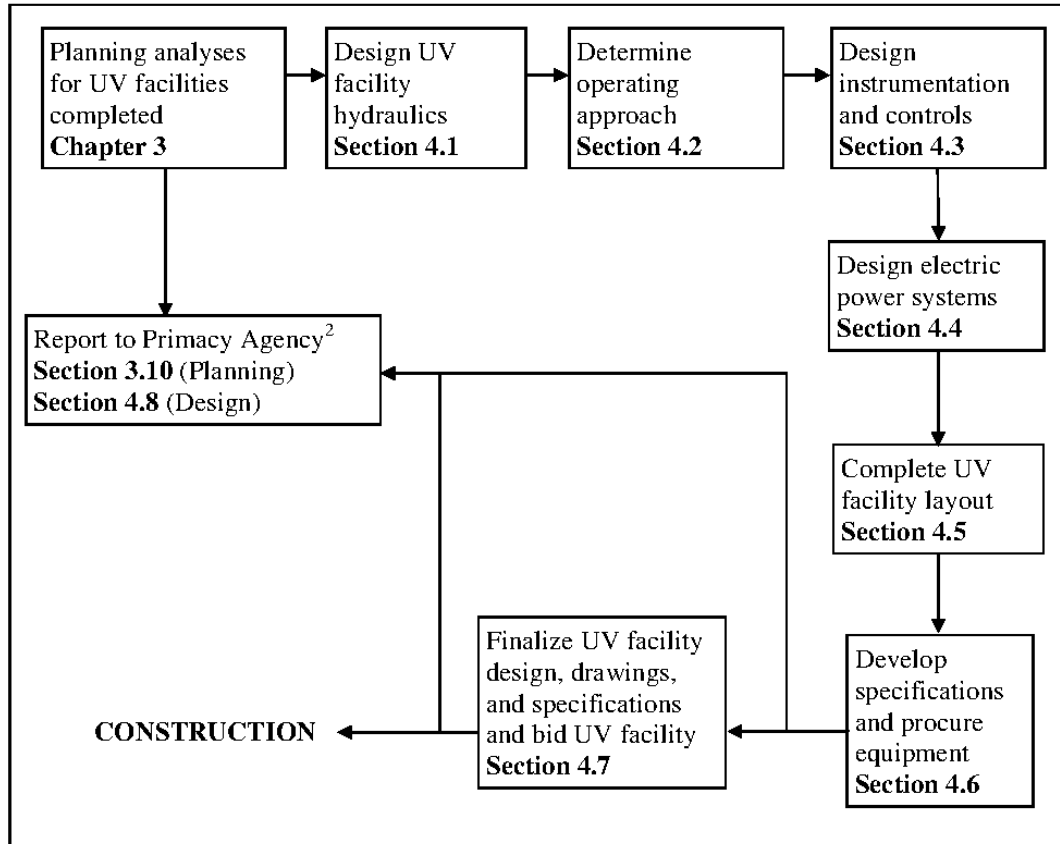 Planning analyses
for UV facilities
completed
Chapter 3
Design UV
facility
hydraulics
Section 4.1
Determine
operating
approach
Section 4.2
Design
instrumentation
and controls
Section 4.3
Design electric
power systems
Section 4.4
Report to Primacy Agency2
Section 3.10 (Planning)
Section 4.8 (Design)
Complete UV
facility layout
Section 4.5
Develop
specifications
and procure
equipment
Section 4.6
Finalize UV facility
design, drawings,
and specifications
and bid UV facility
Section 4.7
CONSTRUCTION